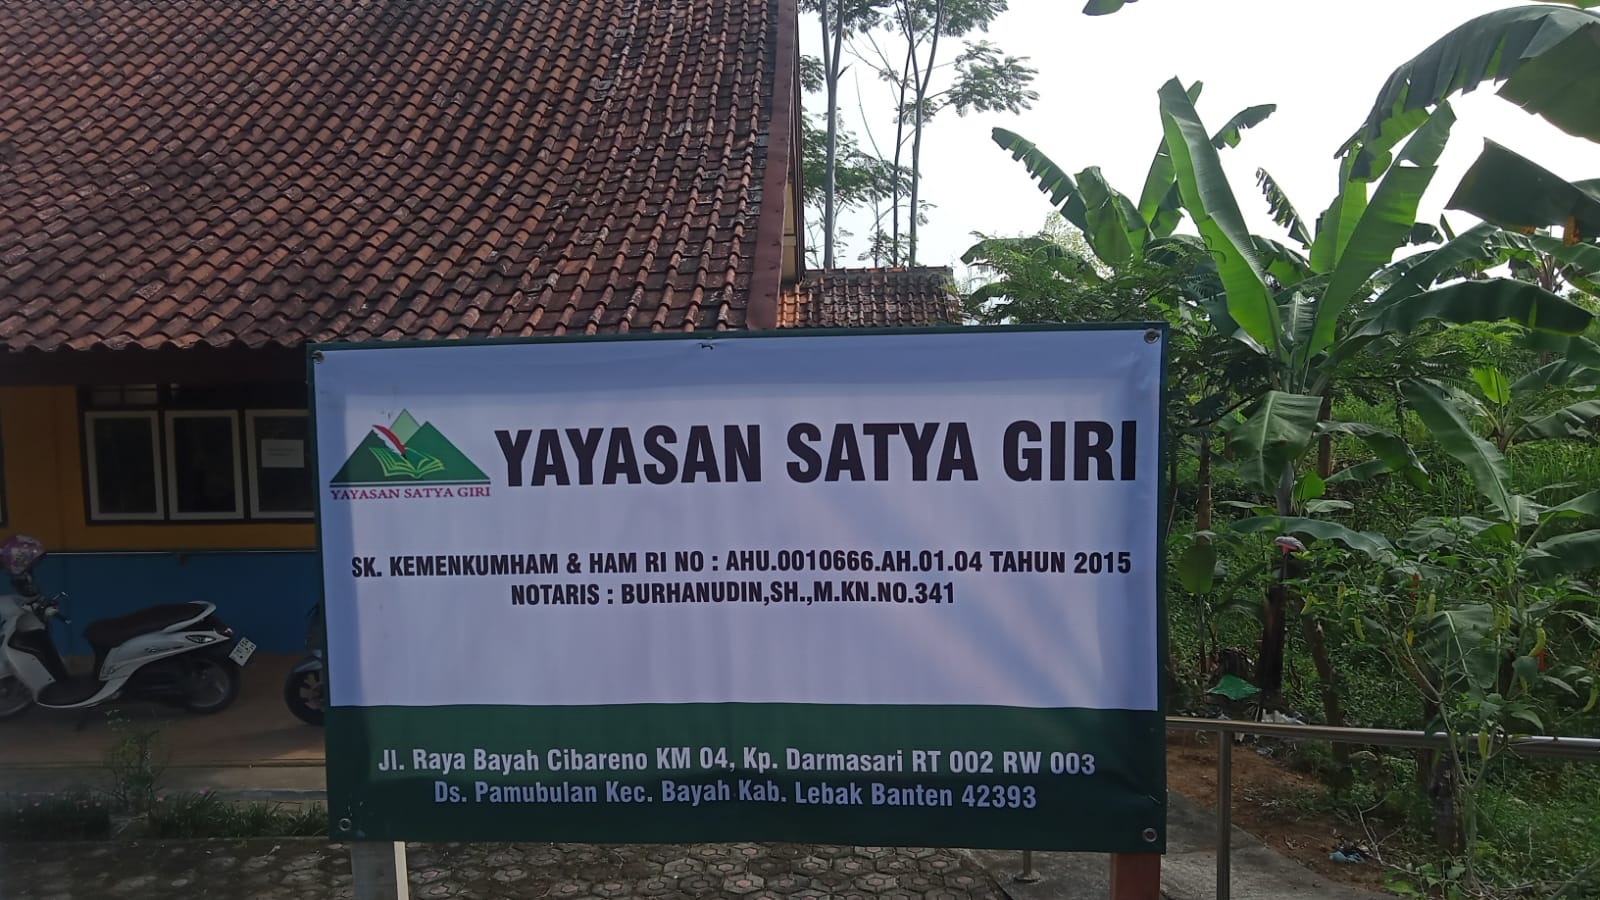 YAYASAN SATYA GIRI
YAYASAN SATYA GIRI
SK. KEMENKUMHAM & HAM RI NO : AHU.0010666.AH.01.04 TAHUN 2015
NOTARIS : BURHANUDIN,SH.,M.KN.NO.341
Jl. Raya Bayah Cibareno KM 04, Kp. Darmasari RT 002 RW 003
Ds. Pamubulan Kec. Bayah Kab. Lebak Banten 42393